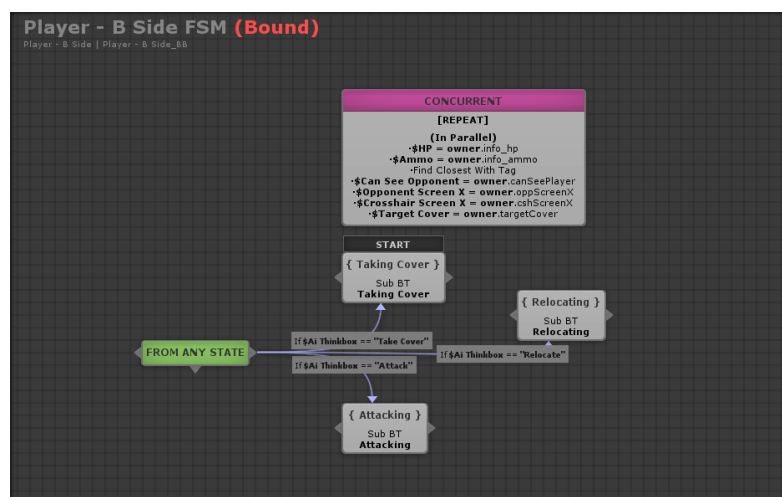 Player - B Side FSM (Bound)
Player - B Side | Player - B Side_BB
CONCURRENT
[REPEAT]
(In Parallel)
·$HP = owner.info_hp
·$Ammo = owner.info_ammo
·Find Closest With Tag
·$Can See Opponent = owner.canSeePlayer
·$Opponent Screen X = owner.oppScreenX
·$Crosshair Screen X = owner.cshScreenX
·$Target Cover = owner.targetCover
START
{ Taking Cover }
Sub BT
Taking Cover
{ Relocating }
Sub BT
Relocating
If $Ai Thinkbox == "Take Cover"
FROM ANY STATE
If $Ai Thinkbox == "Relocate"
If $Ai Thinkbox == "Attack"
{ Attacking }
Sub BT
Attacking